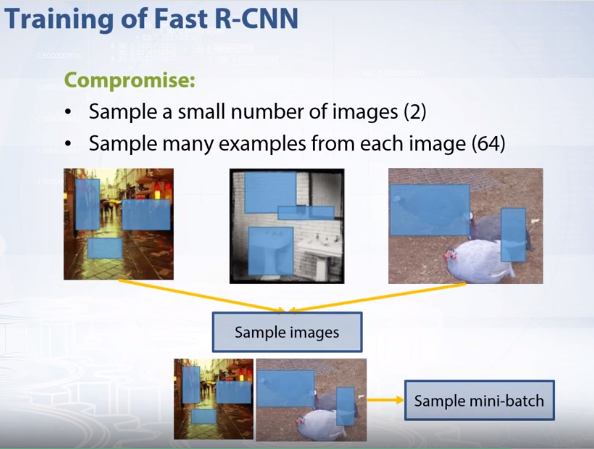 Training of Fast R-CNN
Compromise:
• Sample a small number of images (2)
• Sample many examples from each image (64)
Sample images
Sample mini-batch